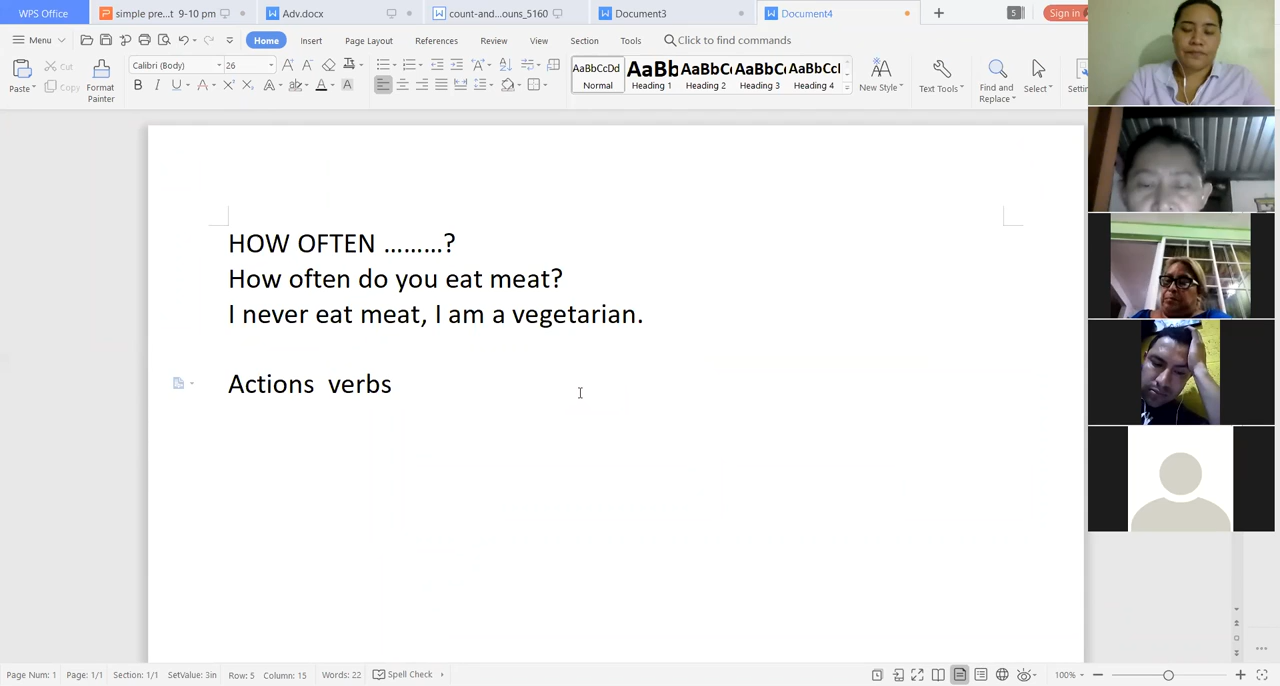 WPS Office
simple pre...t 9-10 pm
Adv.docx
count-and...ouns_5160
Document3
Document4
5
Sign in
Menu
Home
Insert
Page Layout
References
Review
View
Section
Tools
Click to find commands
Paste
Cut
Copy
Format
Painter
Calibri (Body)
26
AaBbCcDd
Normal
AaBb
Heading 1
AaBbC
Heading 2
AaBbC
Heading 3
AaBbCcI
Heading 4
New Style
Text Tools
Find and
Replace
Select
HOW OFTEN .........?
How often do you eat meat?
I never eat meat, I am a vegetarian.
Actions  verbs
Page Num: 1
Page: 1/1
Section: 1/1
SetValue: 3in
Row: 5
Column: 15
Words: 22
Spell Check
100%